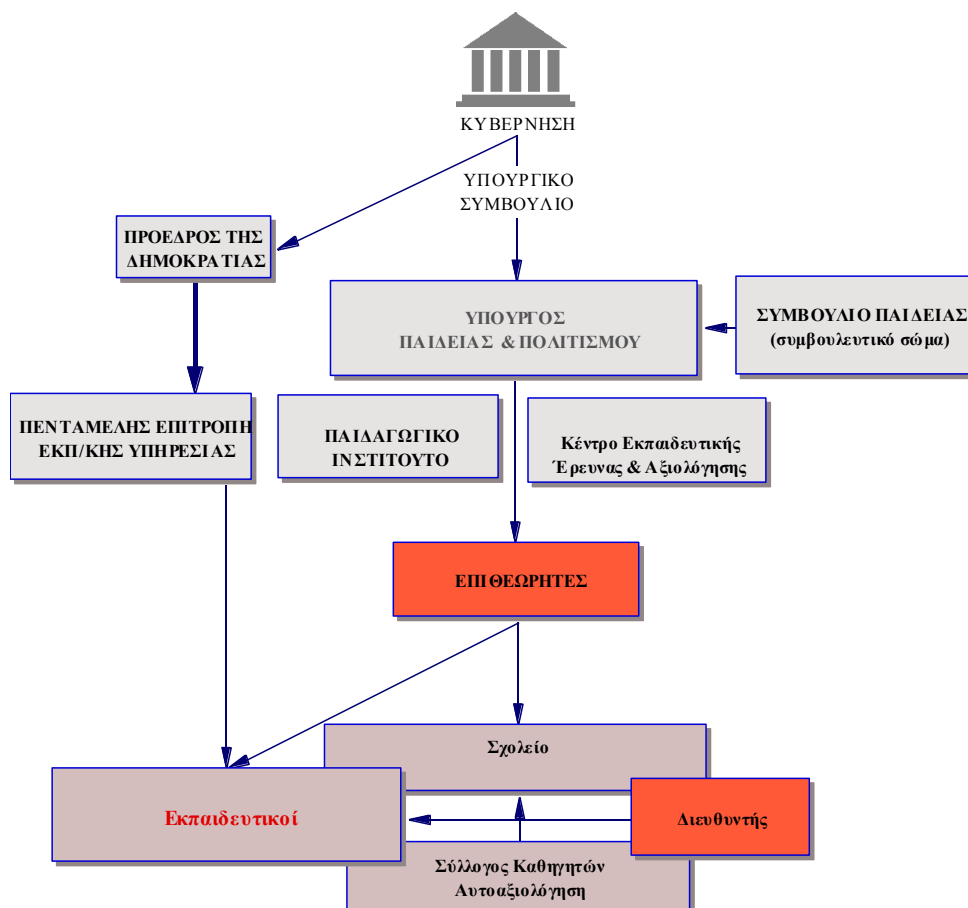 ΚΥΒΕΡΝΗΣΗ
ΥΠΟΥΡΓΙΚΟ
ΣΥΜΒΟΥΛΙΟ
ΠΡΟΕΔΡΟΣ ΤΗΣ
ΔΗΜΟΚΡΑΤΙΑΣ
ΥΠΟΥΡΓΟΣ
ΠΑΙΔΕΙΑΣ & ΠΟΛΙΤΙΣΜΟΥ
ΣΥΜΒΟΥΛΙΟ ΠΑΙΔΕΙΑΣ
(συμβουλευτικό σώμα)
ΠΕΝΤΑΜΕΛΗΣ ΕΠΙΤΡΟΠΗ
ΕΚΠ/ΚΗΣ ΥΠΗΡΕΣΙΑΣ
ΠΑΙΔΑΓΩΓΙΚΟ
ΙΝΣΤΙΤΟΥΤΟ
Κέντρο Εκπαιδευτικής
Έρευνας & Αξιολόγησης
ΕΠΙΘΕΩΡΗΤΕΣ
Σχολείο
Εκπαιδευτικοί
Διευθυντής
Σύλλογος Καθηγητών
Αυτοαξιολόγηση